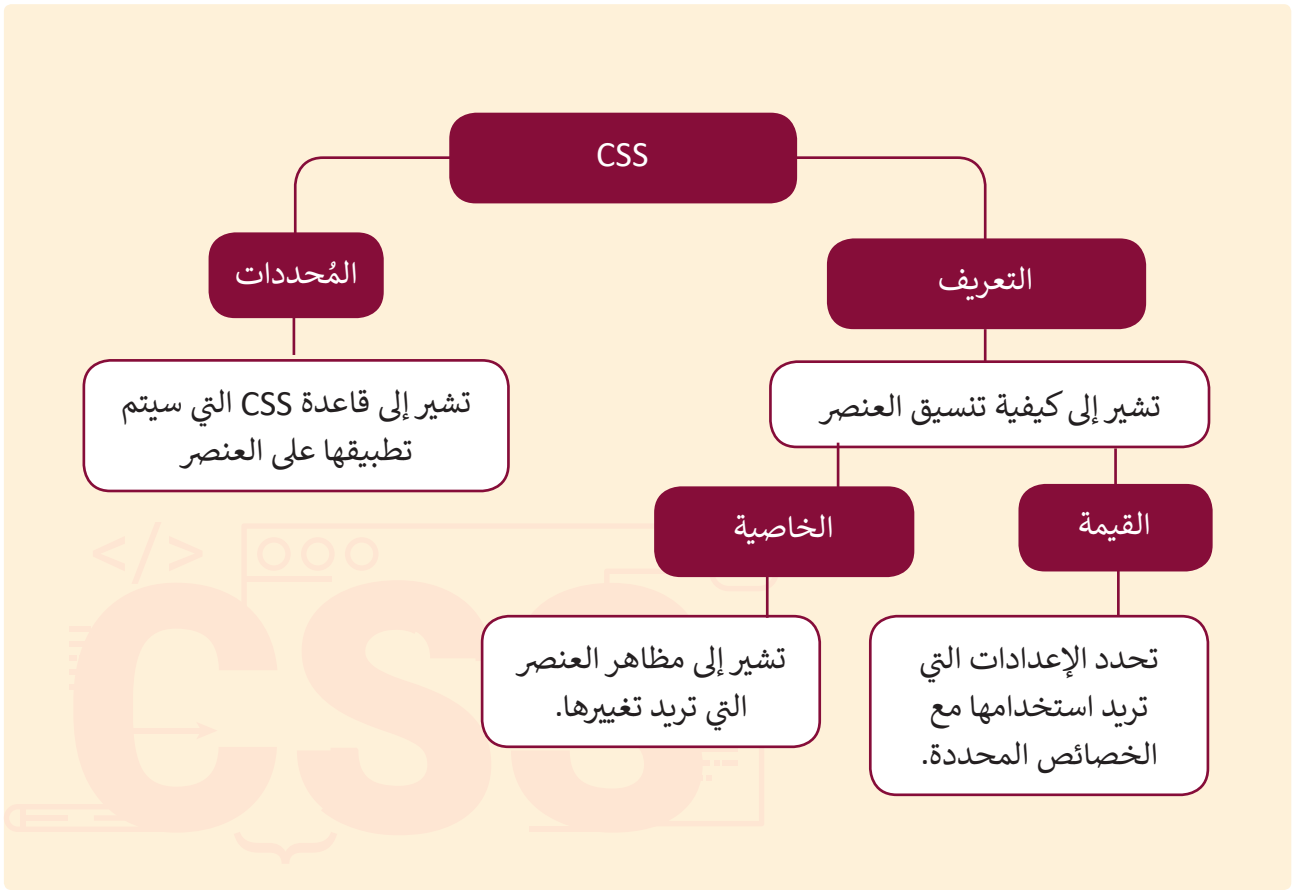 CSS
التعريف
المُحددات
تشير إلى كيفية تنسيق العنصر
تشير إلى قاعدة CSS التي سيتم
تطبيقها على العنصر
القيمة
الخاصية
تحدد الإعدادات التي
تريد استخدامها مع
الخصائص المحددة.
تشير إلى مظاهر العنصر
التي تريد تغييرها.
</> CSS